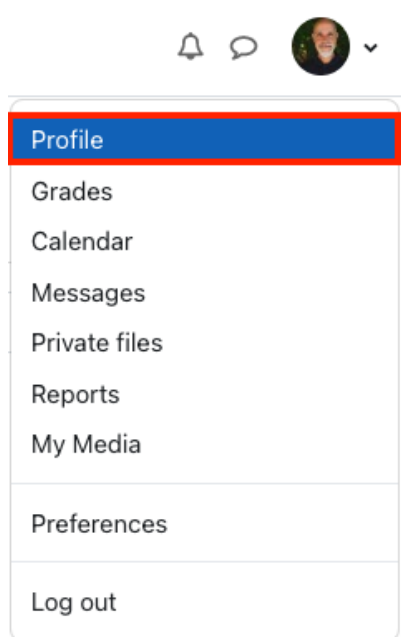 Profile
Grades
Calendar
Messages
Private files
Reports
My Media
Preferences
Log out